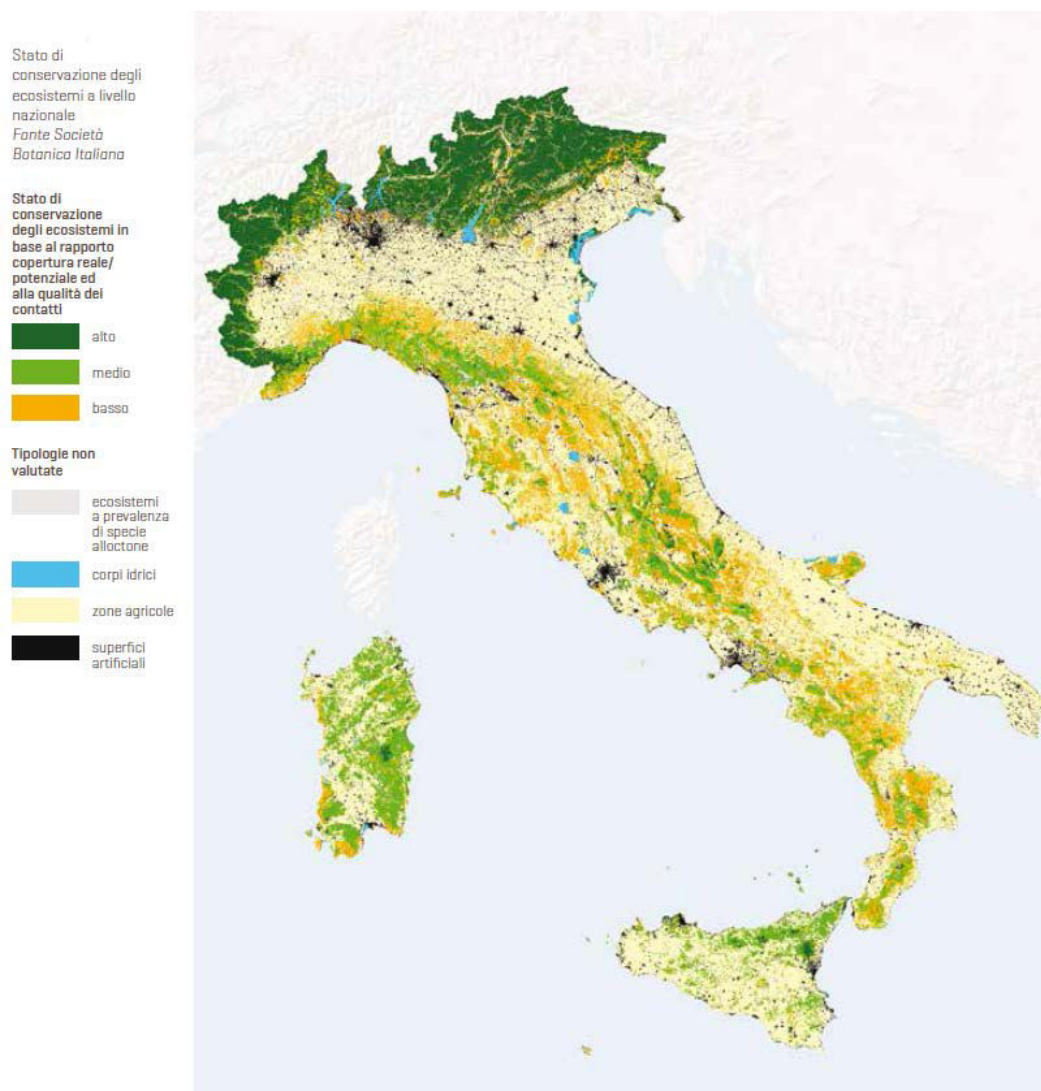 Stato di
conservazione degli
ecosistemi a livello
nazionale
Fonte Società
Botanica Italiana
Stato di
conservazione
degli ecosistemi in
base al rapporto
copertura reale/
potenziale ed
alla qualità dei
contatti
alto
medio
basso
Tipologie non
valutate
ecosistemi
a prevalenza
di specie
alloctone
corpi idrici
zone agricole
superfici
artificiali